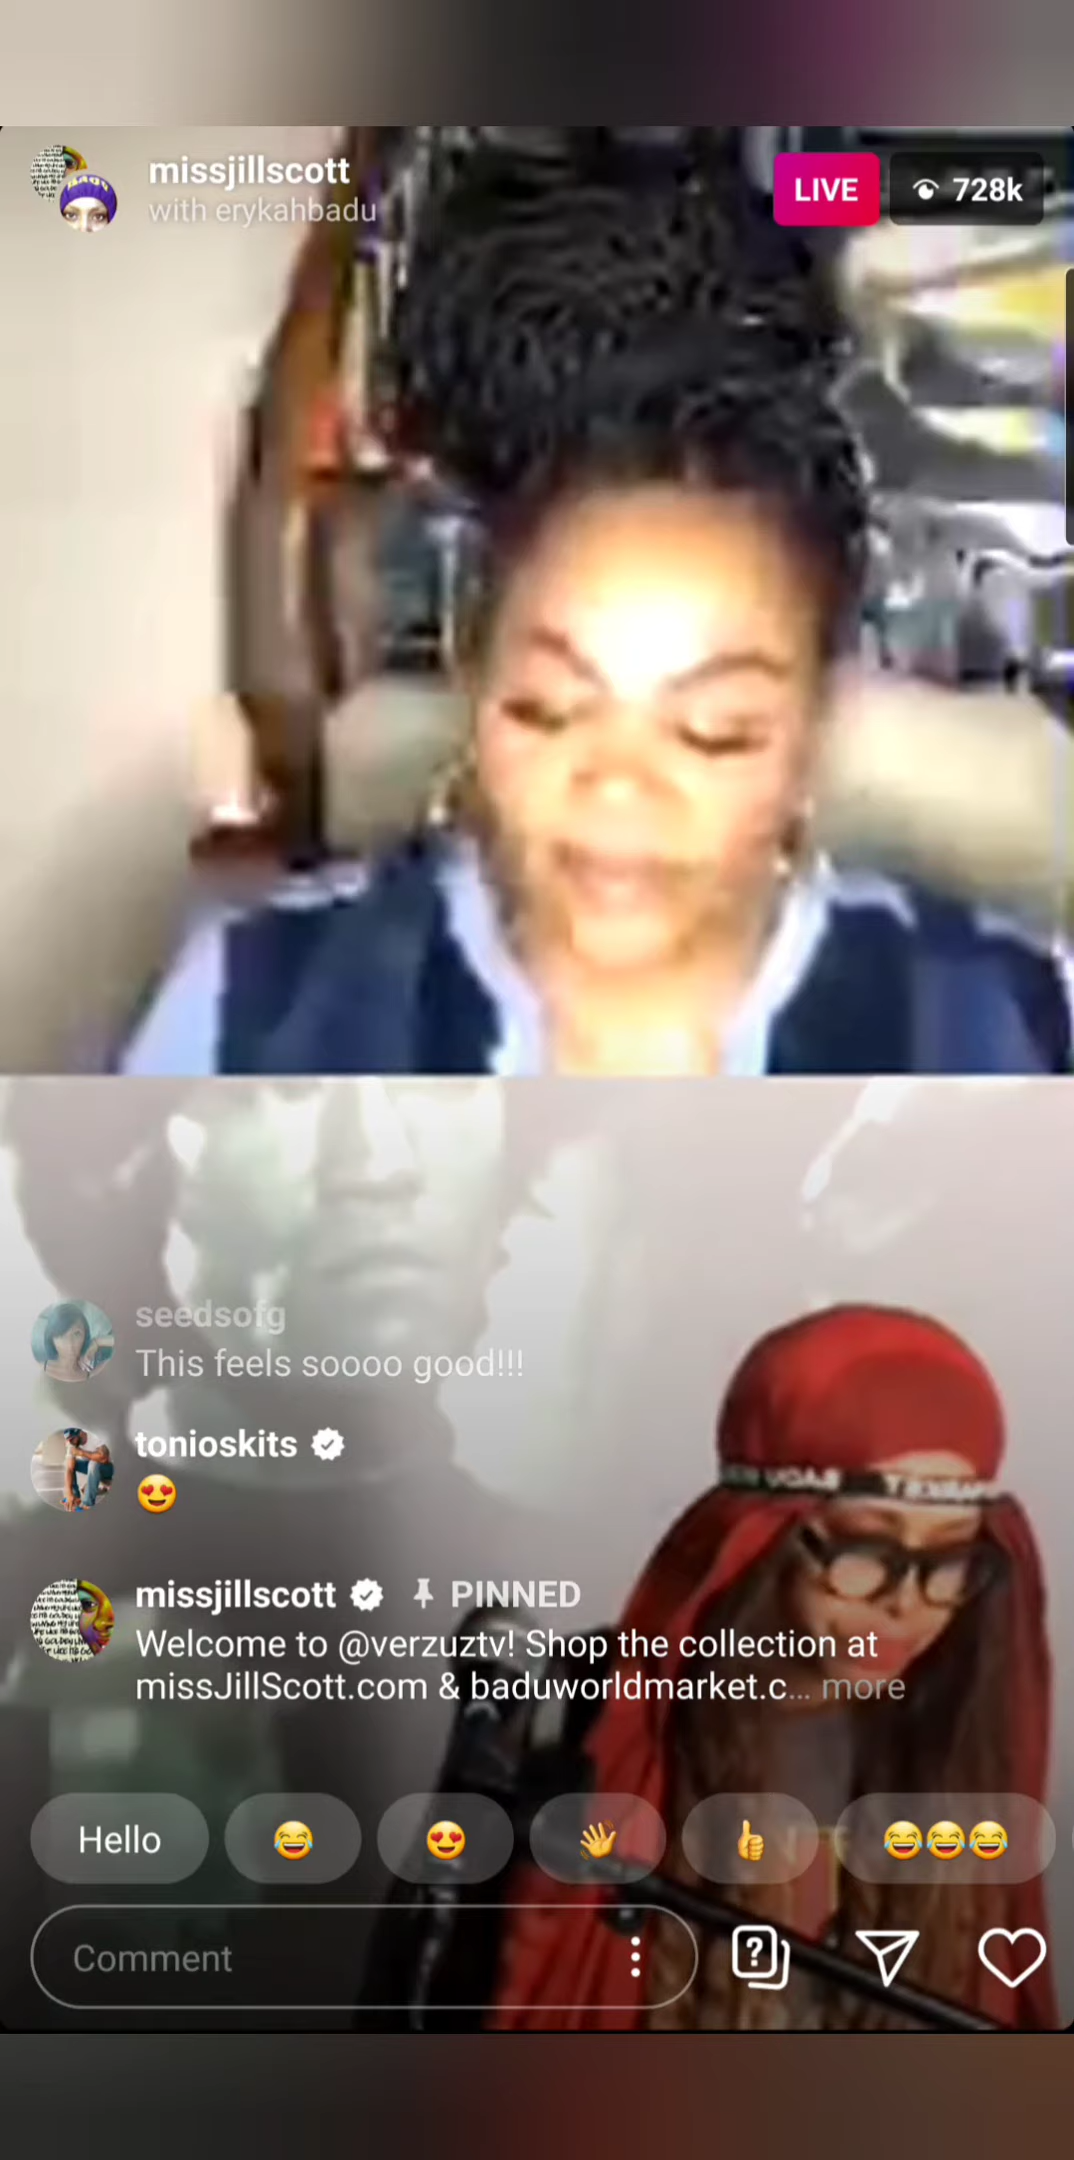 missjillscott
with erykahbadu
LIVE
728k
seedsofg
This feels soooo good!!!
tonioskits
😍
missjillscott PINNED
Welcome to @verzuztv! Shop the collection at
missJillScott.com & baduworldmarket.c... more
Hello 😂 😍 👋 👍 😂😂😂
Comment